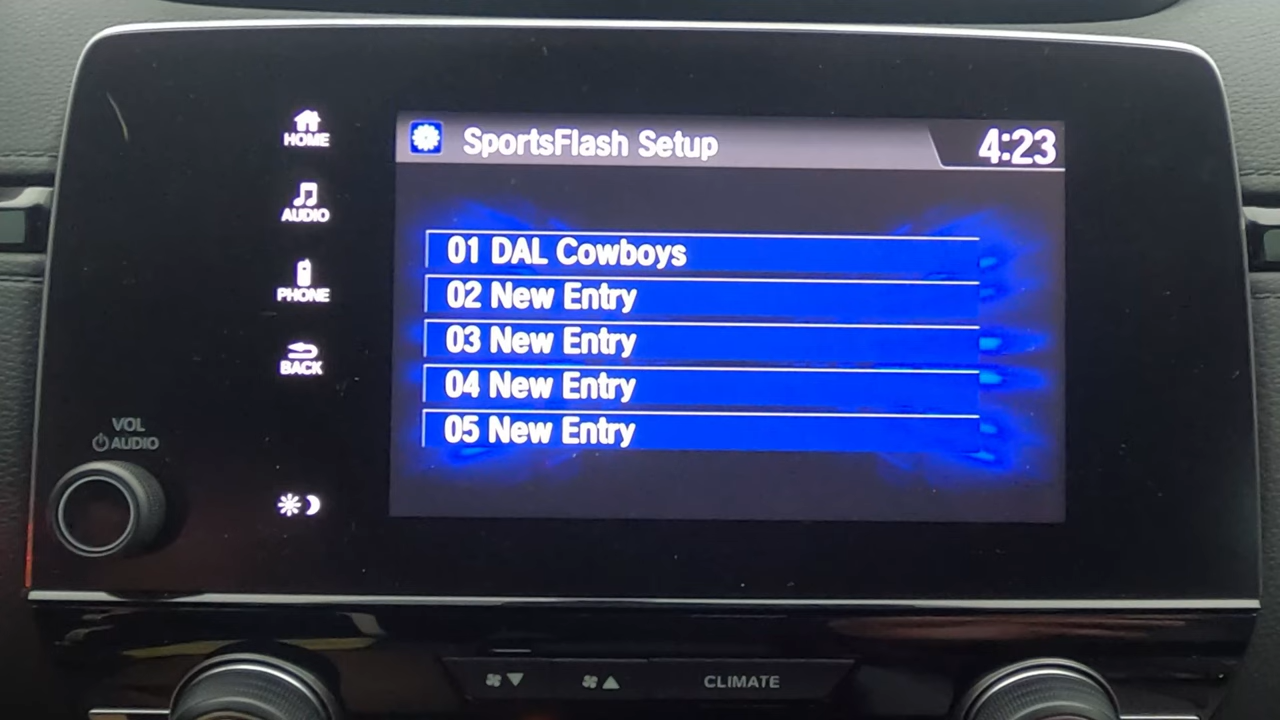 SportsFlash Setup
4:23
HOME
AUDIO
PHONE
BACK
01 DAL Cowboys
02 New Entry
03 New Entry
04 New Entry
05 New Entry
VOL
AUDIO
CLIMATE